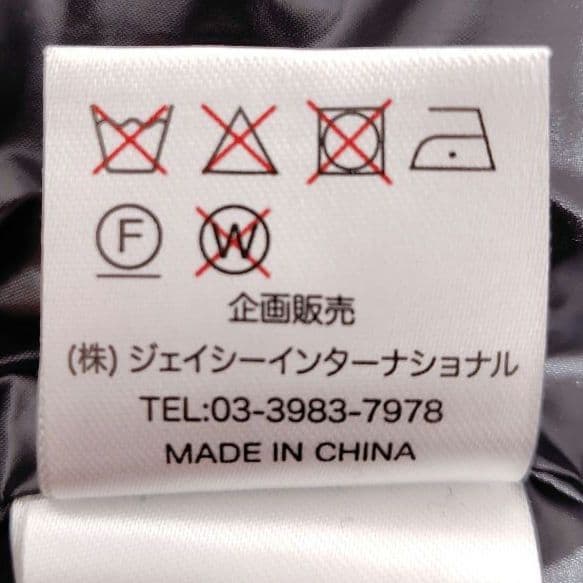 F W
企画販売
(株) ジェイシーインターナショナル
TEL:03-3983-7978
MADE IN CHINA